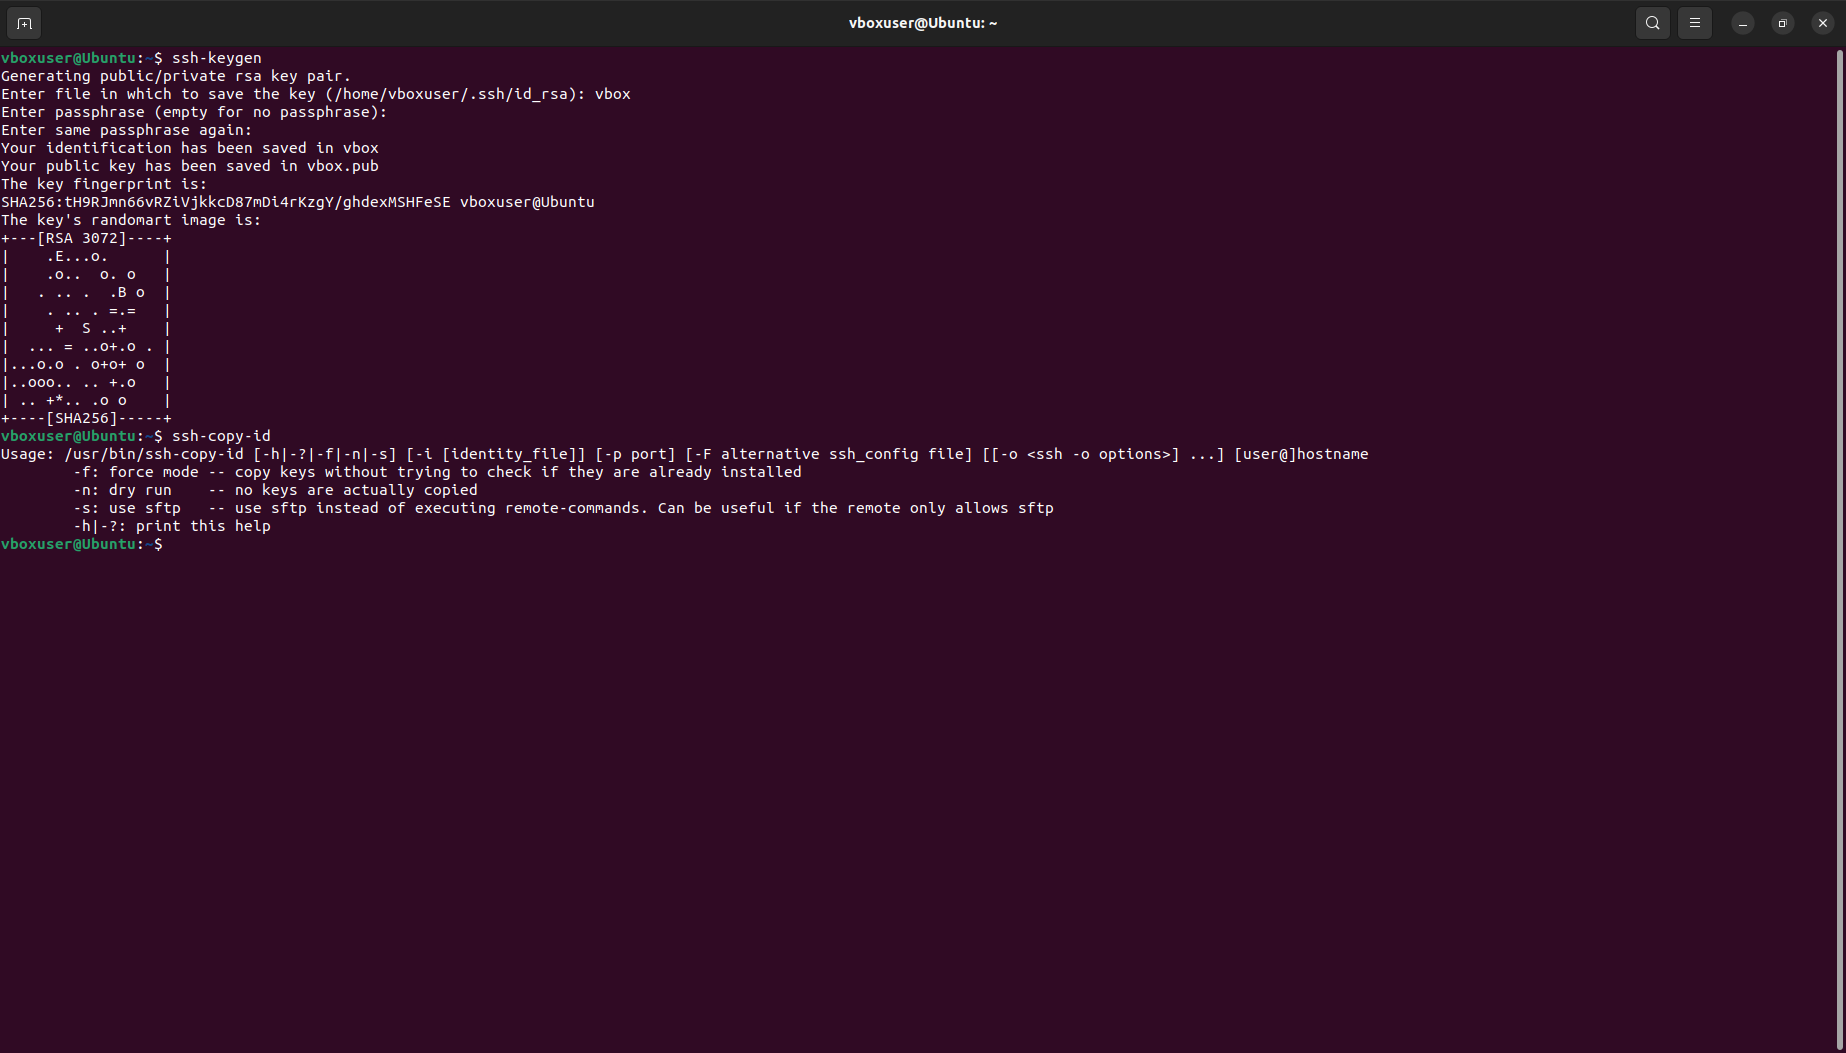 vboxuser@Ubuntu: ~
vboxuser@Ubuntu:~$ ssh-keygen
Generating public/private rsa key pair.
Enter file in which to save the key (/home/vboxuser/.ssh/id_rsa): vbox
Enter passphrase (empty for no passphrase):
Enter same passphrase again:
Your identification has been saved in vbox
Your public key has been saved in vbox.pub
The key fingerprint is:
SHA256:tH9RJmn66vRZiVjkkcD87mDi4rKzgY/ghdexMSHFeSE vboxuser@Ubuntu
The key's randomart image is:
+---[RSA 3072]----+
|    .E...o.      |
|    .o..  o. o   |
|   . .. .  .B o  |
|    . .. . =.=   |
|     +  S ..+    |
|  ... = ..o+.o . |
|...o.o . o+o+ o  |
|..ooo.. .. +.o   |
| .. +*.. .o o    |
+----[SHA256]-----+
vboxuser@Ubuntu:~$ ssh-copy-id
Usage: /usr/bin/ssh-copy-id [-h|-?|-f|-n|-s] [-i [identity_file]] [-p port] [-F alternative ssh_config file] [[-o <ssh -o options>] ...] [user@]hostname
        -f: force mode -- copy keys without trying to check if they are already installed
        -n: dry run    -- no keys are actually copied
        -s: use sftp   -- use sftp instead of executing remote-commands. Can be useful if the remote only allows sftp
        -h|-?: print this help
vboxuser@Ubuntu:~$